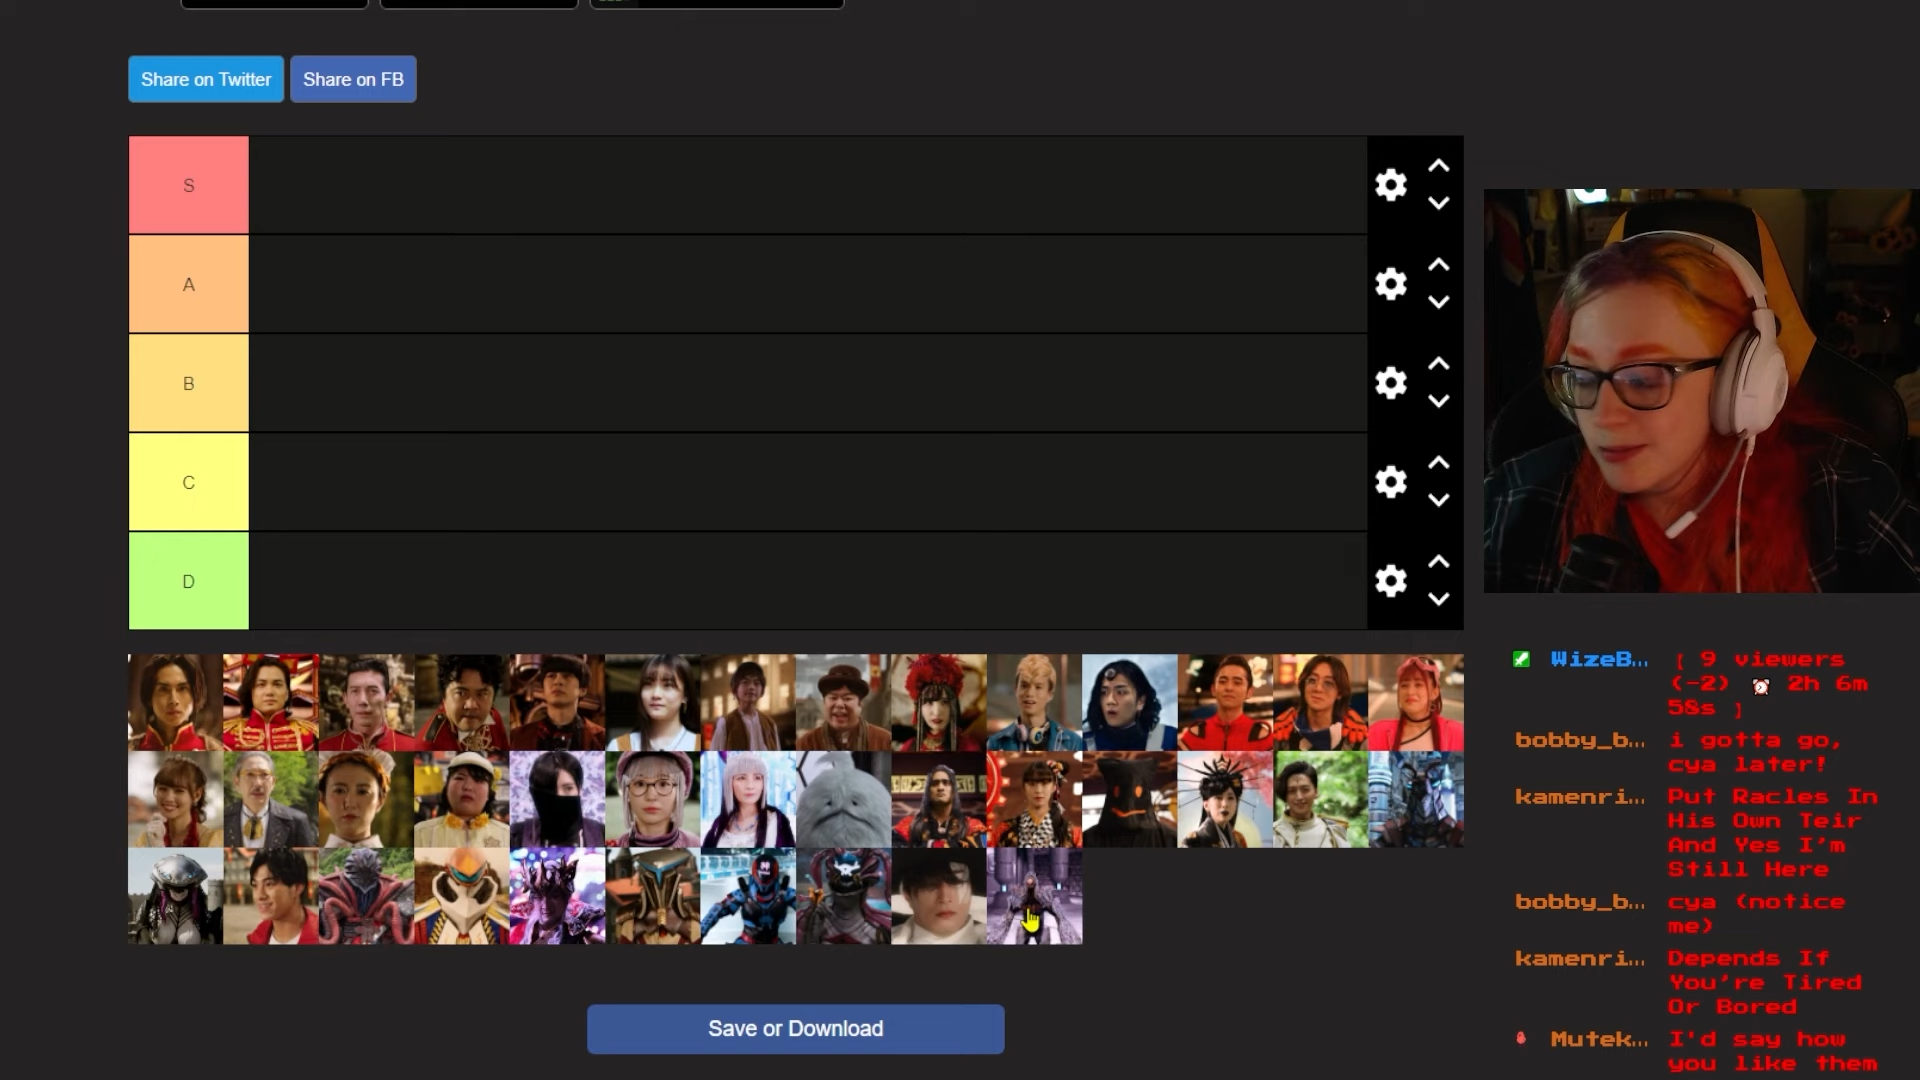 Share on Twitter
Share on FB
S
A
B
C
D
Save or Download
WizeB... [ 9 viewers
(-2) 2h 6m
58s ]
bobby_b... i gotta go,
cya later!
kamenri... Put Racles In
His Own Teir
And Yes I'm
Still Here
bobby_b... cya (notice
me)
kamenri... Depends If
You're Tired
Or Bored
Mutek... I'd say how
you like them